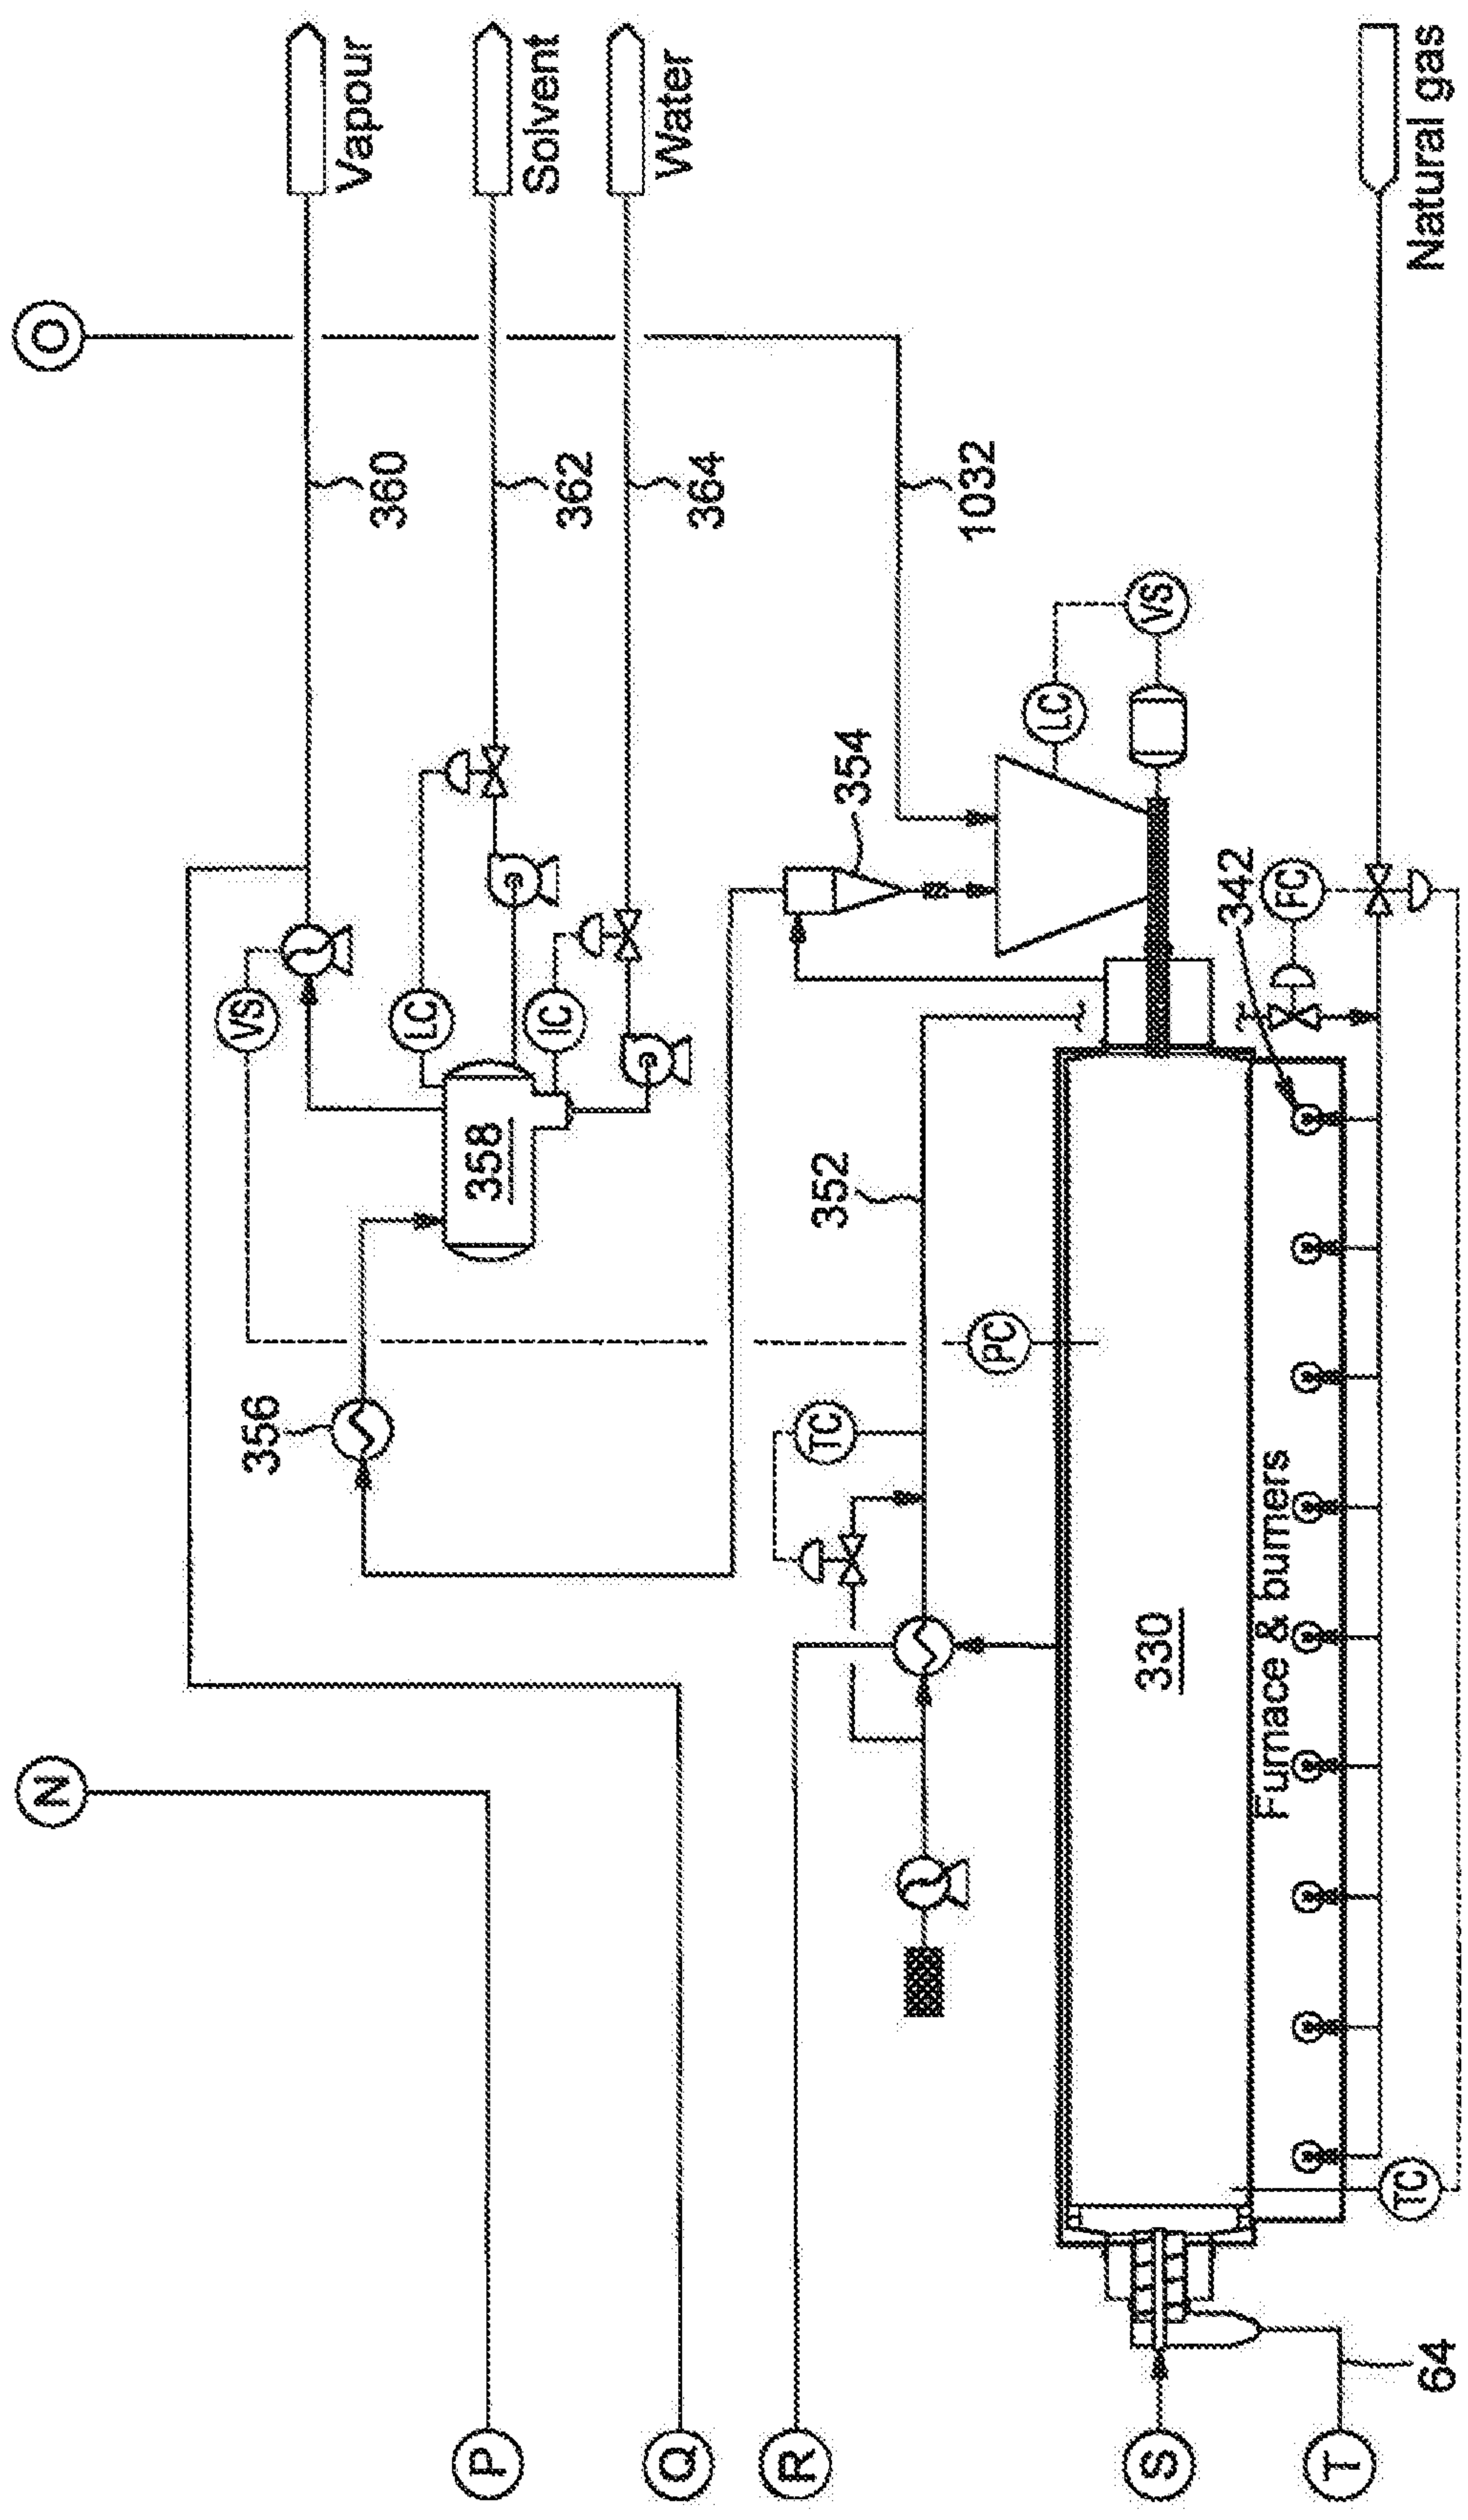 N
O
VS
356
Vapour
360
LC
P
358
Solvent
IC
362
Water
Q
364
R
TC
352
354
1032
PC
LC
S
330
VS
342
Furnace & burners
FC
T
TC
Natural gas
64